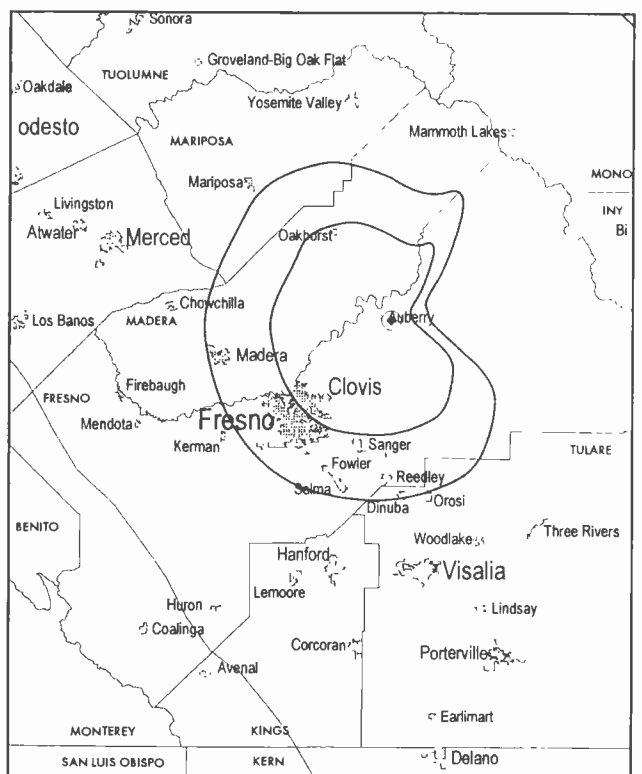 Sonora
Groveland-Big Oak Flat
TUOLUMNE
Oakdale
Yosemite Valley
odesto
Mammoth Lakes
MARIPOSA
MONO
Mariposa
Livingston
INY
Atwater
Merced
Bi
Oakhurst
Chowchilla
Los Banos
MADERA
Auberry
Madera
Firebaugh
Clovis
FRESNO
Mendota
Fresno
Kerman
Sanger
TULARE
Fowler
Reedley
Selma
Dinuba
Orosi
BENITO
Three Rivers
Woodlake
Hanford
Visalia
Lemoore
Huron
Lindsay
Coalinga
Corcoran
Porterville
Avenal
Earlimart
MONTEREY
KINGS
SAN LUIS OBISPO
KERN
Delano